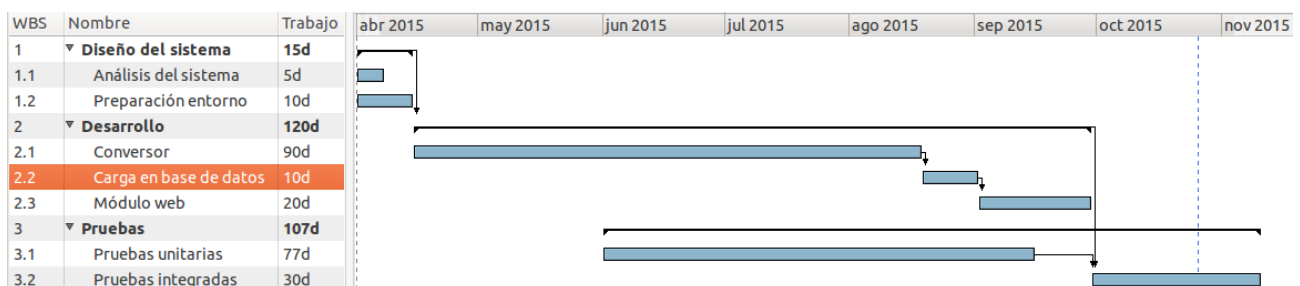 WBS Nombre Trabajo abr 2015 may 2015 jun 2015 jul 2015 ago 2015 sep 2015 oct 2015 nov 2015
1 Diseño del sistema 15d
1.1 Análisis del sistema 5d
1.2 Preparación entorno 10d
2 Desarrollo 120d
2.1 Conversor 90d
2.2 Carga en base de datos 10d
2.3 Módulo web 20d
3 Pruebas 107d
3.1 Pruebas unitarias 77d
3.2 Pruebas integradas 30d